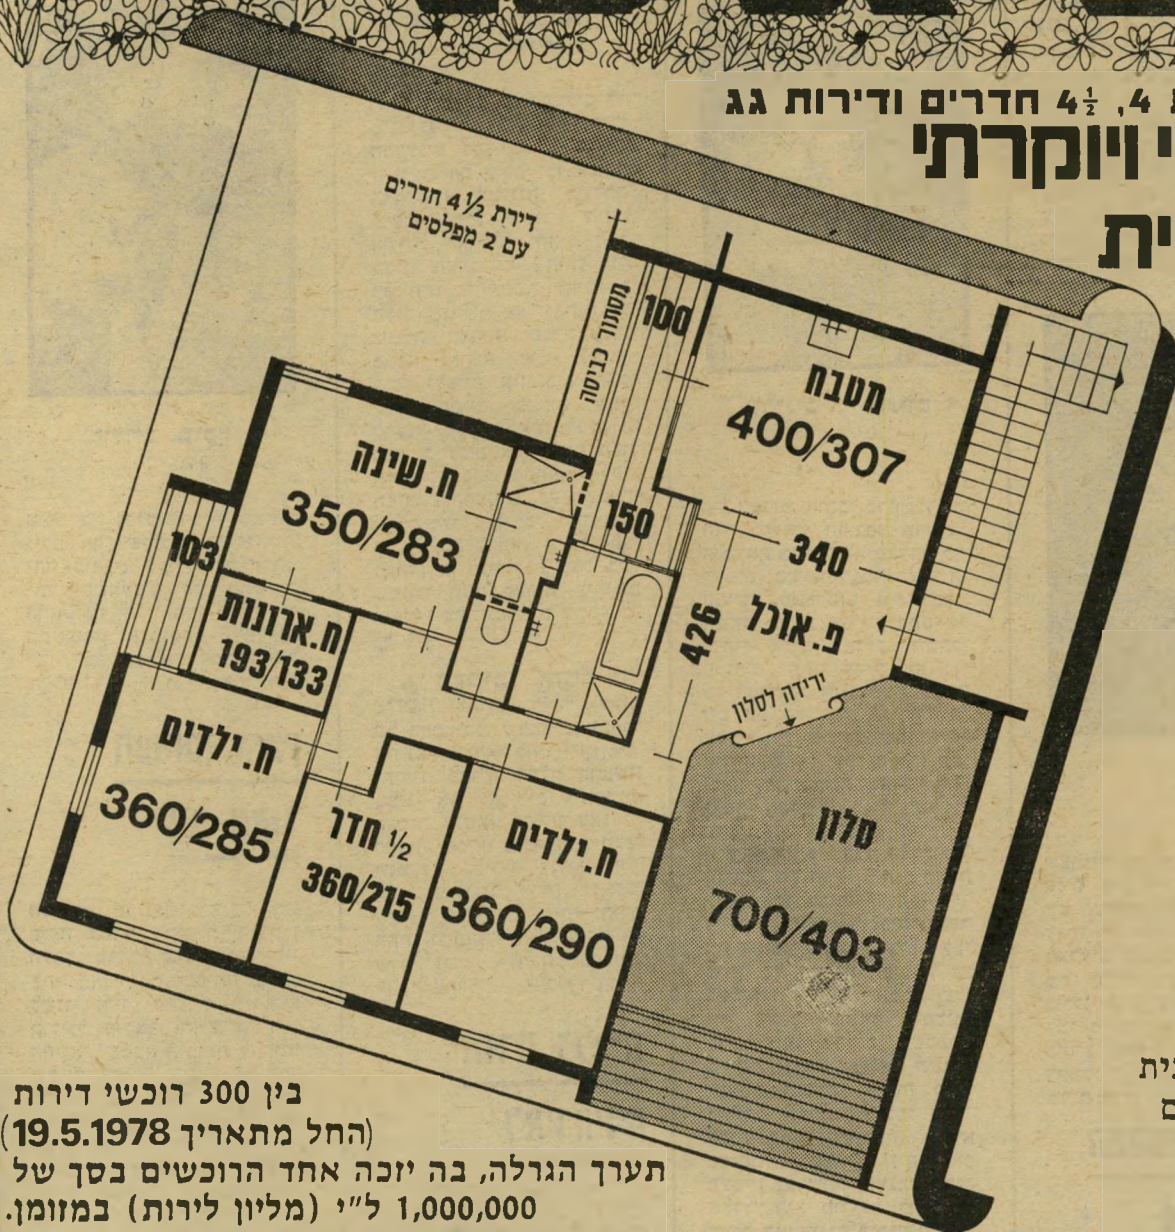 4, 4½ חדרים ודירות גג
ויוקרתי
דירת 4½ חדרים
עם 2 מפלסים
מסתור כביסה
100
מטבח
400/307
ח.שינה
350/283
150
103
340
ח.ארונות
193/133
426
פ.אוכל
ירידה לסלון
ח.ילדים
360/285
½ חדר
360/215
ח.ילדים
360/290
סלון
700/403
בין 300 רוכשי דירות
(החל מתאריך 19.5.1978)
תערך הגרלה, בה יזכה אחד הרוכשים בסך של
1,000,000 ל״י (מליון לירות) במזומן.